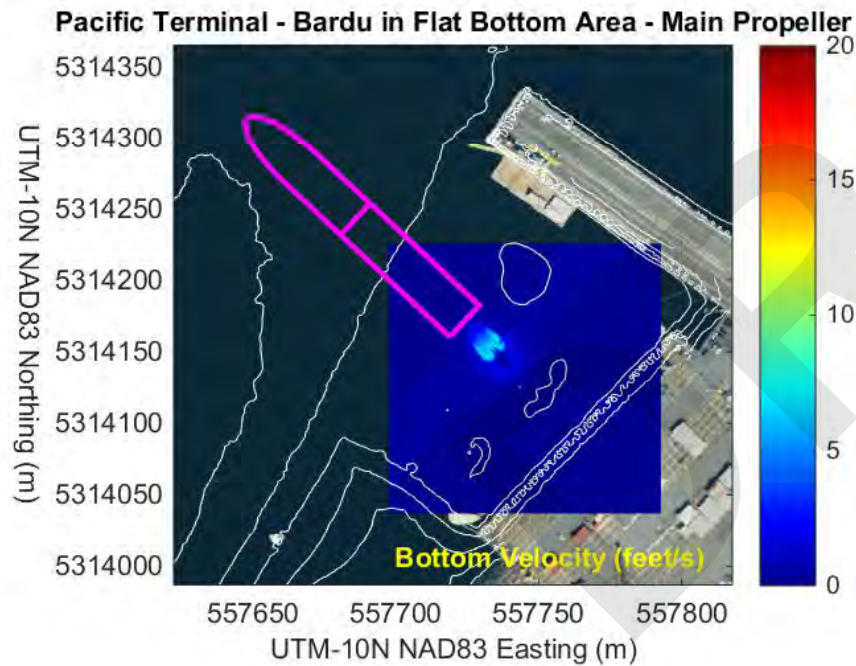 Pacific Terminal - Bardu in Flat Bottom Area - Main Propeller
UTM-10N NAD83 Northing (m)
5314350
5314300
5314250
5314200
5314150
5314100
5314050
5314000
Bottom Velocity (feet/s)
557650 557700 557750 557800
UTM-10N NAD83 Easting (m)
20
15
10
5
0